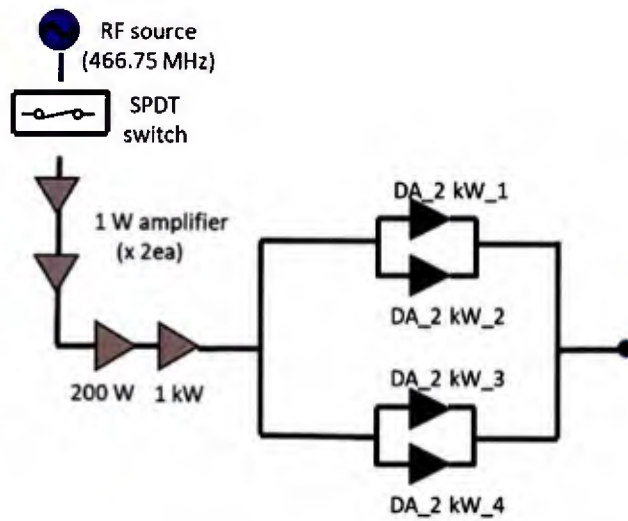 RF source
(466.75 MHz)
SPDT
switch
1 W amplifier
(x 2ea)
200 W
1 kW
DA_2 kW_1
DA_2 kW_2
DA_2 kW_3
DA_2 kW_4